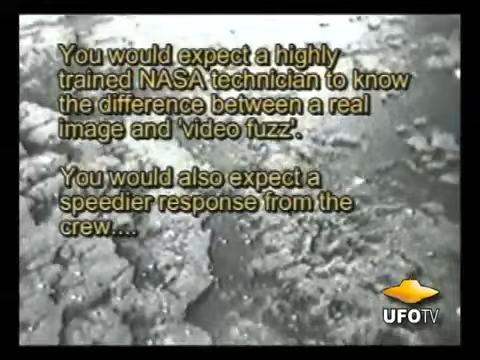 You would expect a highly
trained NASA technician to know
the difference between a real
image and 'video fuzz'.
You would also expect a
speedier response from the
crew....
UFOTV